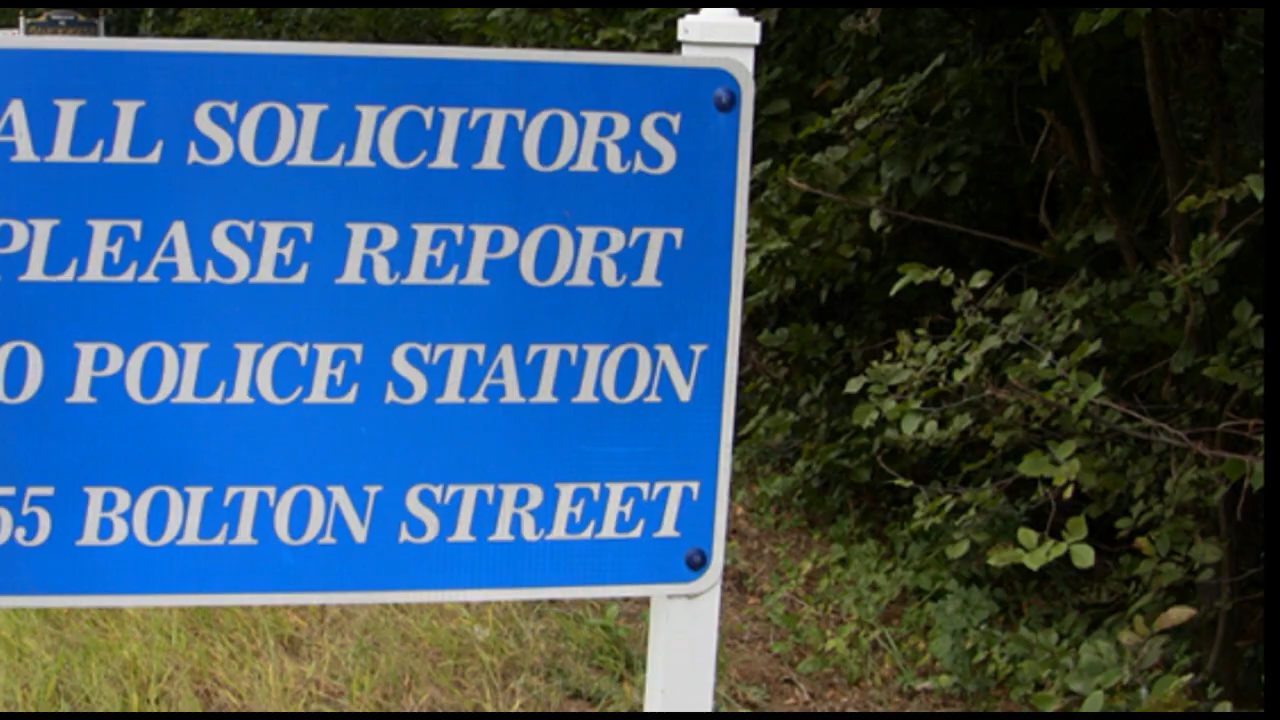 ALL SOLICITORS
PLEASE REPORT
O POLICE STATION
55 BOLTON STREET